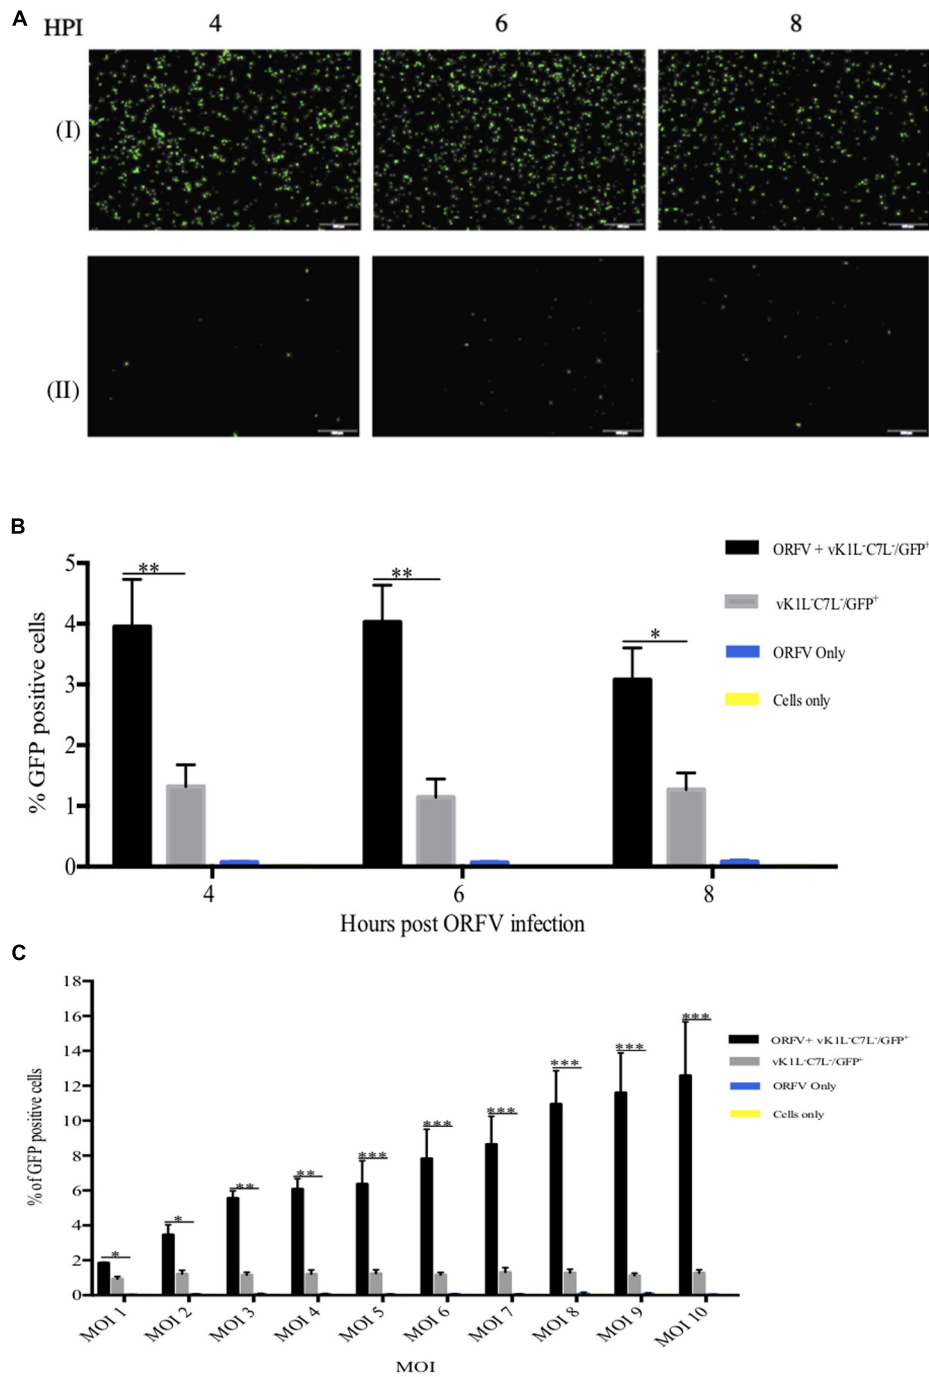 A
HPI 4 6 8
(I)
(II)
B
5
4
3
2
1
0
% GFP positive cells
** ** *
4 6 8
Hours post ORFV infection
ORFV + vK1L⁻C7L⁻/GFP⁺
vK1L⁻C7L⁻/GFP⁺
ORFV Only
Cells only
C
18
16
14
12
10
8
6
4
2
0
% of GFP positive cells
* * ** ** *** *** *** *** *** ***
MOI 1 MOI 2 MOI 3 MOI 4 MOI 5 MOI 6 MOI 7 MOI 8 MOI 9 MOI 10
MOI
ORFV+ vK1L⁻C7L⁻/GFP⁺
vK1L⁻C7L⁻/GFP⁺
ORFV Only
Cells only